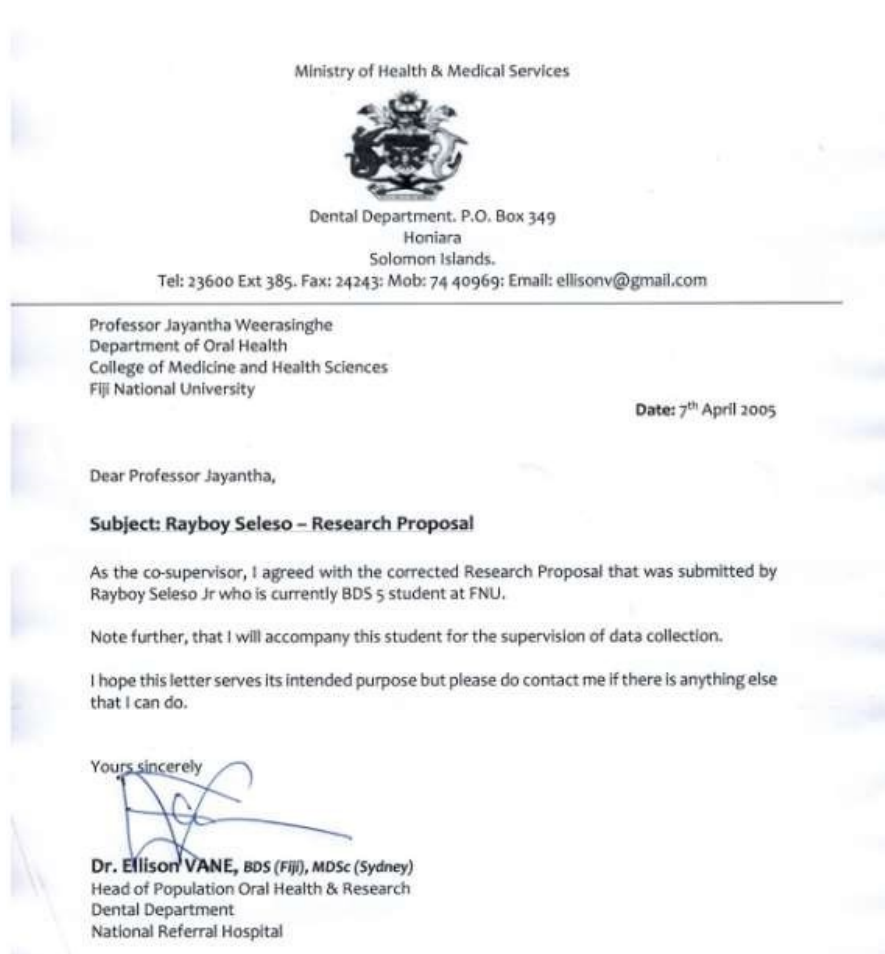 Ministry of Health & Medical Services
Dental Department. P.O. Box 349
Honiara
Solomon Islands.
Tel: 23600 Ext 385. Fax: 24243: Mob: 74 40969: Email: ellisonv@gmail.com
Professor Jayantha Weerasinghe
Department of Oral Health
College of Medicine and Health Sciences
Fiji National University
Date: 7th April 2005
Dear Professor Jayantha,
Subject: Rayboy Seleso – Research Proposal
As the co-supervisor, I agreed with the corrected Research Proposal that was submitted by
Rayboy Seleso Jr who is currently BDS 5 student at FNU.
Note further, that I will accompany this student for the supervision of data collection.
I hope this letter serves its intended purpose but please do contact me if there is anything else
that I can do.
Yours sincerely
Dr. Ellison VANE, BDS (Fiji), MDSc (Sydney)
Head of Population Oral Health & Research
Dental Department
National Referral Hospital